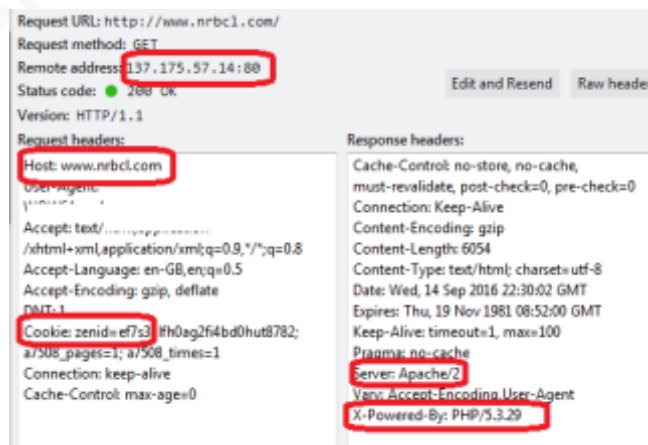 Request URL: http://www.nrbcl.com/
Request method: GET
Remote address: 137.175.57.14:80
Status code: 200 OK
Edit and Resend
Raw header
Version: HTTP/1.1
Request headers:
Host: www.nrbcl.com
User-Agent:
Accept: text/
/xhtml+xml,application/xml;q=0.9,*/*;q=0.8
Accept-Language: en-GB,en;q=0.5
Accept-Encoding: gzip, deflate
DNT: 1
Cookie: zenid=ef7s3 lfh0ag2fi4bd0hut8782;
a7508_pages=1; a7508_times=1
Connection: keep-alive
Cache-Control: max-age=0
Response headers:
Cache-Control: no-store, no-cache,
must-revalidate, post-check=0, pre-check=0
Connection: Keep-Alive
Content-Encoding: gzip
Content-Length: 6054
Content-Type: text/html; charset=utf-8
Date: Wed, 14 Sep 2016 22:30:02 GMT
Expires: Thu, 19 Nov 1981 08:52:00 GMT
Keep-Alive: timeout=1, max=100
Pragma: no-cache
Server: Apache/2
Vary: Accept-Encoding,User-Agent
X-Powered-By: PHP/5.3.29